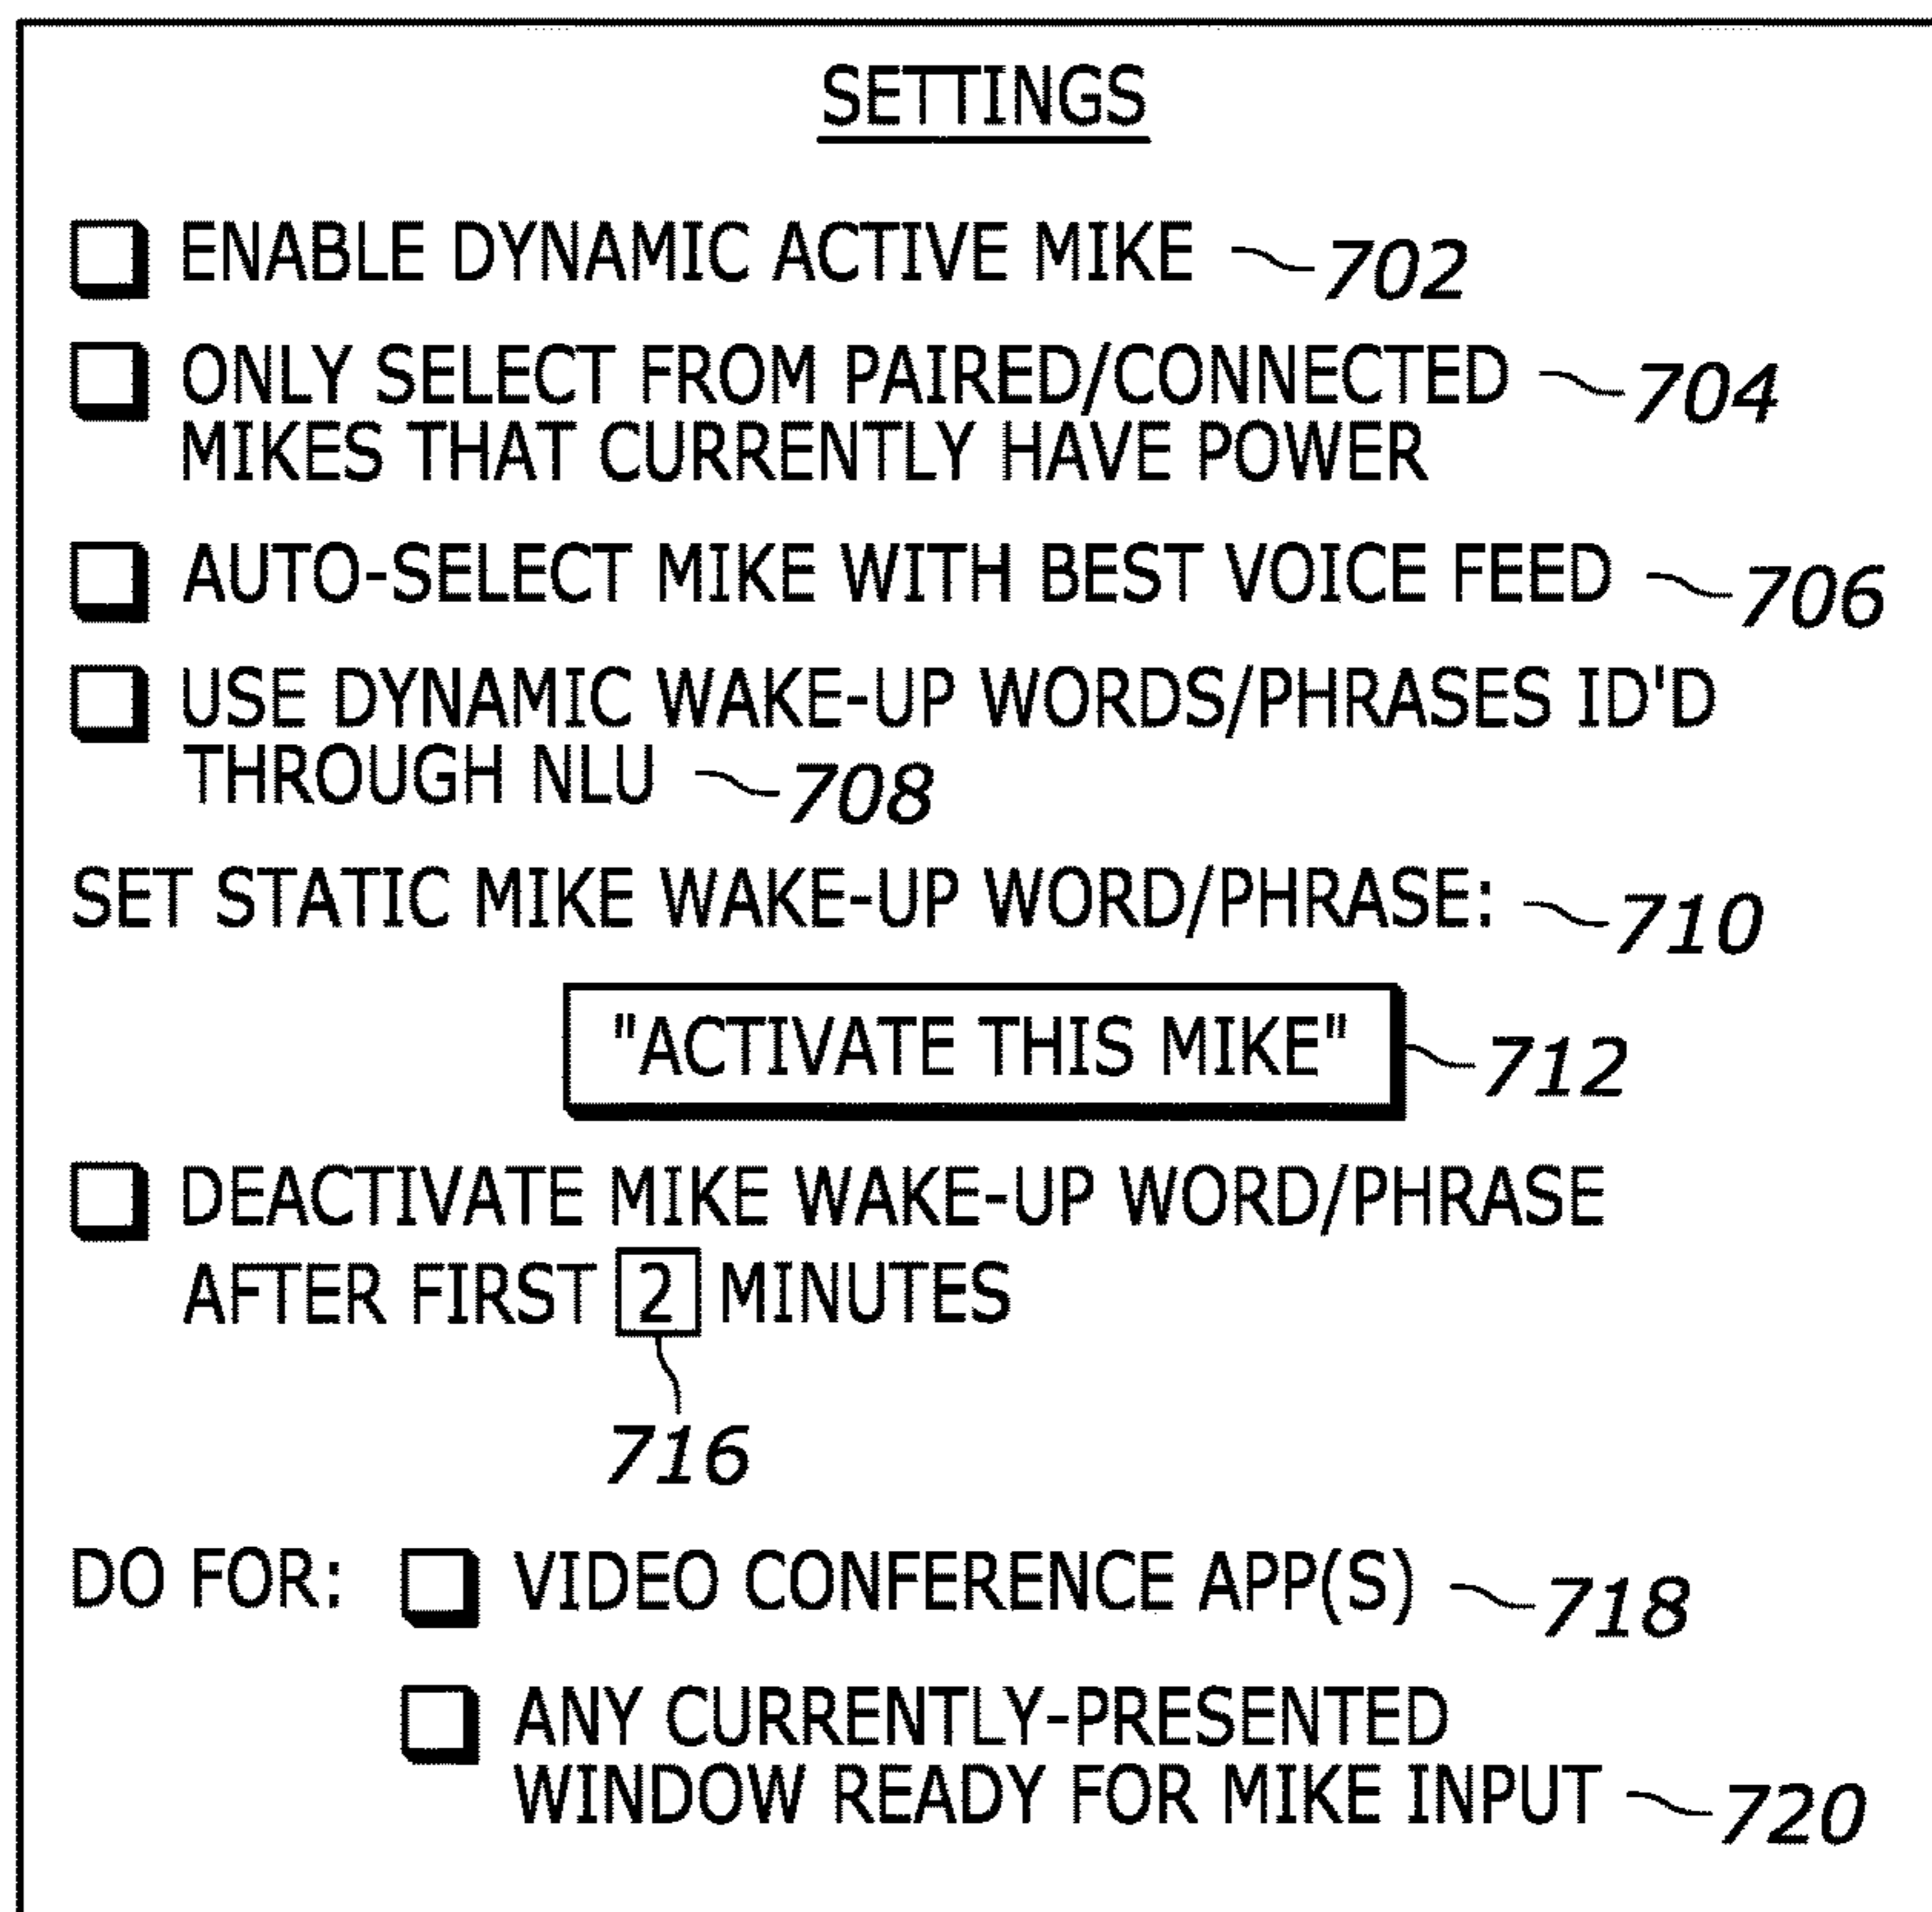 SETTINGS
ENABLE DYNAMIC ACTIVE MIKE 702
ONLY SELECT FROM PAIRED/CONNECTED 704
MIKES THAT CURRENTLY HAVE POWER
AUTO-SELECT MIKE WITH BEST VOICE FEED 706
USE DYNAMIC WAKE-UP WORDS/PHRASES ID'D
THROUGH NLU 708
SET STATIC MIKE WAKE-UP WORD/PHRASE: 710
"ACTIVATE THIS MIKE" 712
DEACTIVATE MIKE WAKE-UP WORD/PHRASE
AFTER FIRST 2 MINUTES
716
DO FOR: VIDEO CONFERENCE APP(S) 718
ANY CURRENTLY-PRESENTED
WINDOW READY FOR MIKE INPUT 720